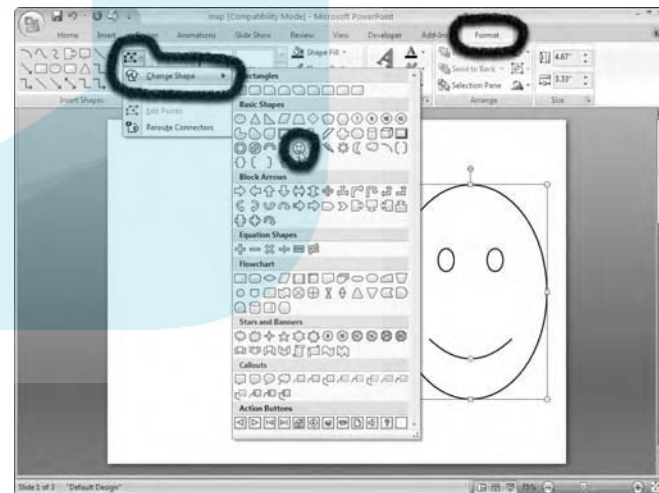 map [Compatibility Mode] - Microsoft PowerPoint
Home Insert Animations Slide Show Review View Developer Add-Ins Format
Shape Fill
Change Shape
Send to Back
4.67"
Edit Points
Selection Pane
3.33"
Reroute Connectors
Insert Shapes
Arrange
Size
Rectangles
Basic Shapes
Block Arrows
Equation Shapes
Flowchart
Stars and Banners
Callouts
Action Buttons
Slide 1 of 3 "Default Design" 75%